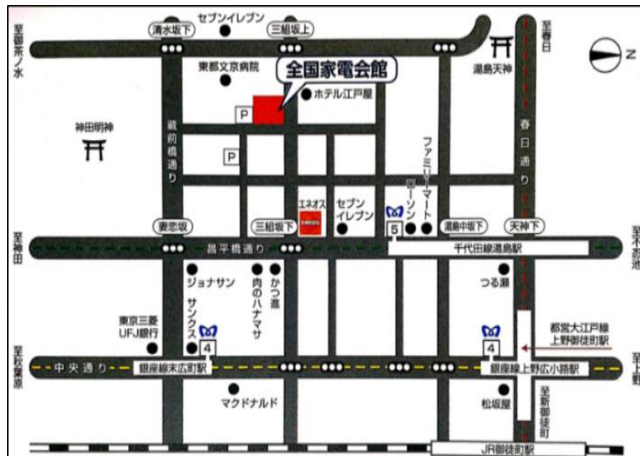 至御茶ノ水
清水坂下
セブンイレブン
三組坂上
至春日
湯島天神
N
東都文京病院
全国家電会館
ホテル江戸屋
P
神田明神
蔵前橋通り
P
春日通り
ファミリーマート
ローソン
エネオス
ENEOS
セブン
イレブン
妻恋坂
三組坂下
5
湯島中坂下
天神下
至神田
昌平橋通り
千代田線湯島駅
至不忍池
ジョナサン
サンクス
肉のハナマサ
かつ進
つる瀬
東京三菱
UFJ銀行
4
4
都営大江戸線
上野御徒町駅
至秋葉原
中央通り
銀座線末広町駅
銀座線上野広小路駅
至上野
マクドナルド
松坂屋
至新御徒町
JR御徒町駅